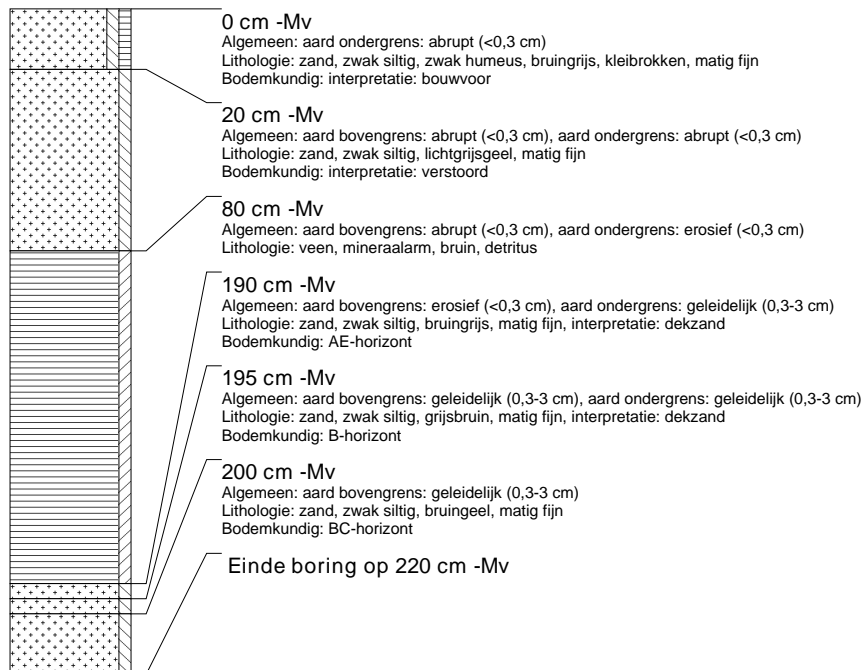 0 cm -Mv
Algemeen: aard ondergrens: abrupt (<0,3 cm)
Lithologie: zand, zwak siltig, zwak humeus, bruingrijs, kleibrokken, matig fijn
Bodemkundig: interpretatie: bouwvoor
20 cm -Mv
Algemeen: aard bovengrens: abrupt (<0,3 cm), aard ondergrens: abrupt (<0,3 cm)
Lithologie: zand, zwak siltig, lichtgrijsgeel, matig fijn
Bodemkundig: interpretatie: verstoord
80 cm -Mv
Algemeen: aard bovengrens: abrupt (<0,3 cm), aard ondergrens: erosief (<0,3 cm)
Lithologie: veen, mineraalarm, bruin, detritus
190 cm -Mv
Algemeen: aard bovengrens: erosief (<0,3 cm), aard ondergrens: geleidelijk (0,3-3 cm)
Lithologie: zand, zwak siltig, bruingrijs, matig fijn, interpretatie: dekzand
Bodemkundig: AE-horizont
195 cm -Mv
Algemeen: aard bovengrens: geleidelijk (0,3-3 cm), aard ondergrens: geleidelijk (0,3-3 cm)
Lithologie: zand, zwak siltig, grijsbruin, matig fijn, interpretatie: dekzand
Bodemkundig: B-horizont
200 cm -Mv
Algemeen: aard bovengrens: geleidelijk (0,3-3 cm)
Lithologie: zand, zwak siltig, bruingeel, matig fijn
Bodemkundig: BC-horizont
Einde boring op 220 cm -Mv